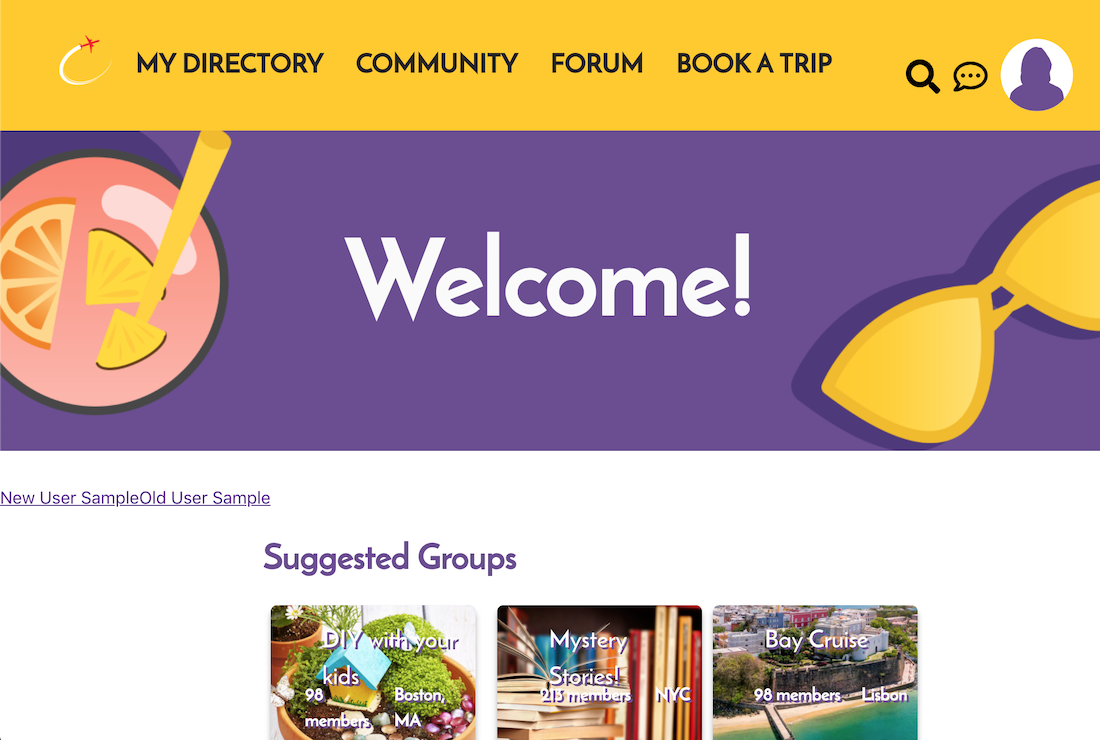 MY DIRECTORY COMMUNITY FORUM BOOK A TRIP
Welcome!
New User SampleOld User Sample
Suggested Groups
DIY with your
kids
98
members
Boston,
MA
Mystery
Stories!
213 members NYC
Bay Cruise
98 members Lisbon